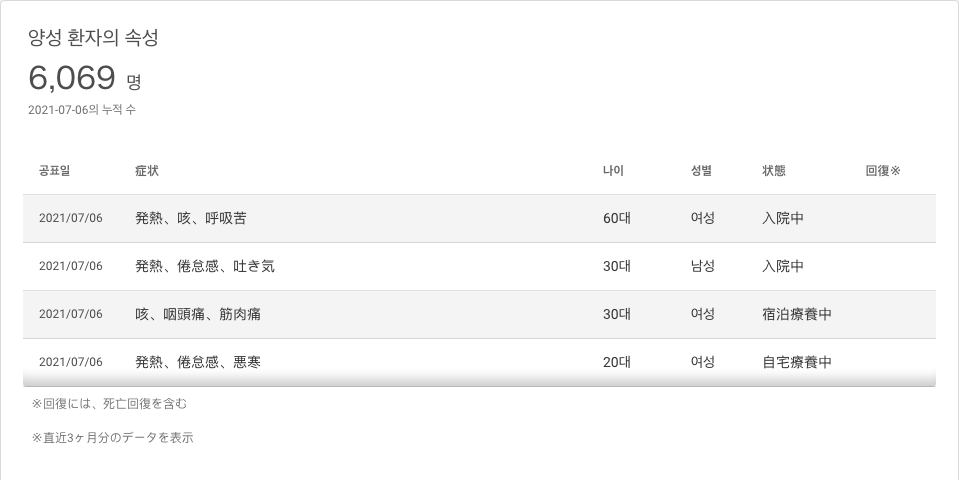 양성 환자의 속성
6,069 명
2021-07-06의 누적 수
공표일 症状 나이 성별 状態 回復※
2021/07/06 発熱、咳、呼吸苦 60대 여성 入院中
2021/07/06 発熱、倦怠感、吐き気 30대 남성 入院中
2021/07/06 咳、咽頭痛、筋肉痛 30대 여성 宿泊療養中
2021/07/06 発熱、倦怠感、悪寒 20대 여성 自宅療養中
※回復には、死亡回復を含む
※直近3ヶ月分のデータを表示